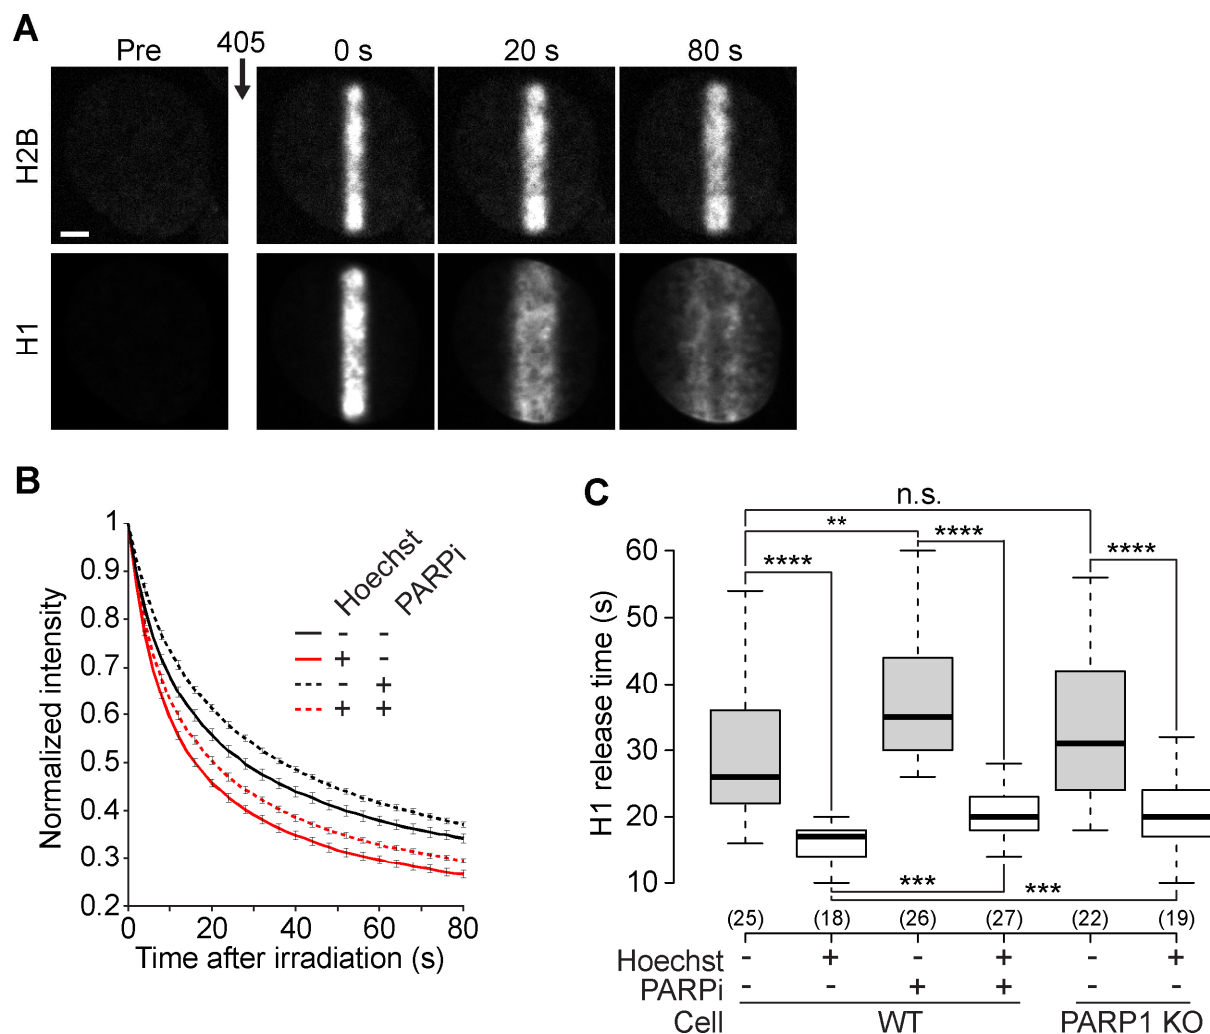 A
Pre 405 0 s 20 s 80 s
H2B
H1
B
Normalized intensity
1
0.9
0.8
0.7
0.6
0.5
0.4
0.3
0.2
0 20 40 60 80
Time after irradiation (s)
Hoechst PARPi
- -
+ -
- +
+ +
C
H1 release time (s)
60
50
40
30
20
10
n.s.
** ****
**** ****
*** ***
(25) (18) (26) (27) (22) (19)
Hoechst - + - + - +
PARPi - - + + - -
Cell WT PARP1 KO